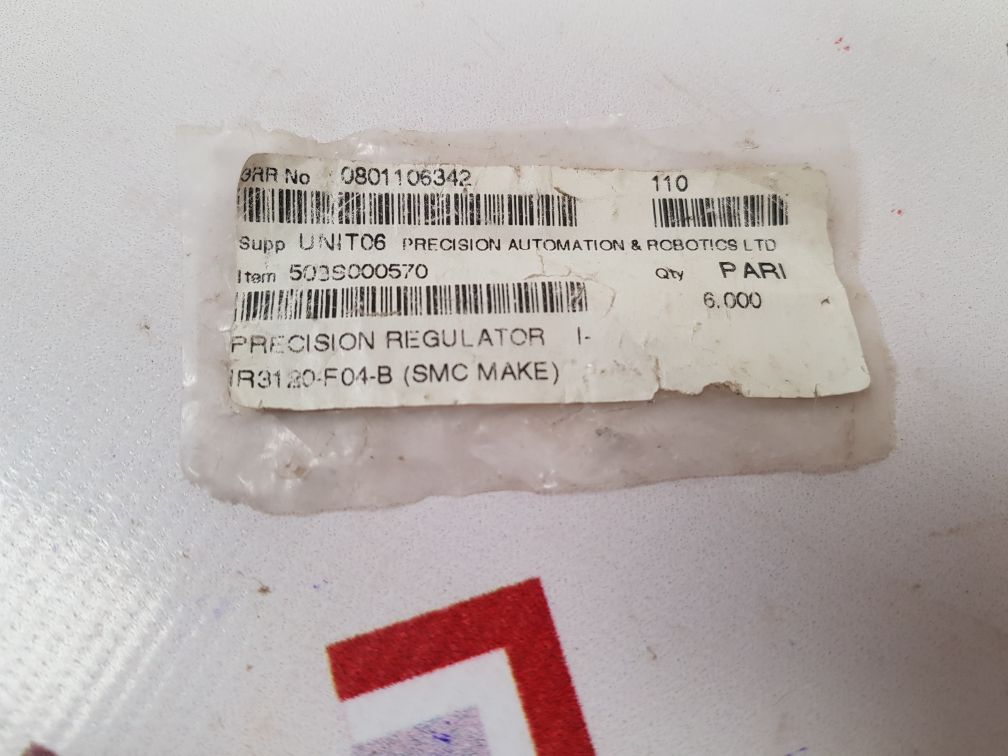 GRR No 0801106342 110
Supp UNIT06 PRECISION AUTOMATION & ROBOTICS LTD
Item 503S000570 Qty PARI
6.000
PRECISION REGULATOR I-
IR3120-F04-B (SMC MAKE)